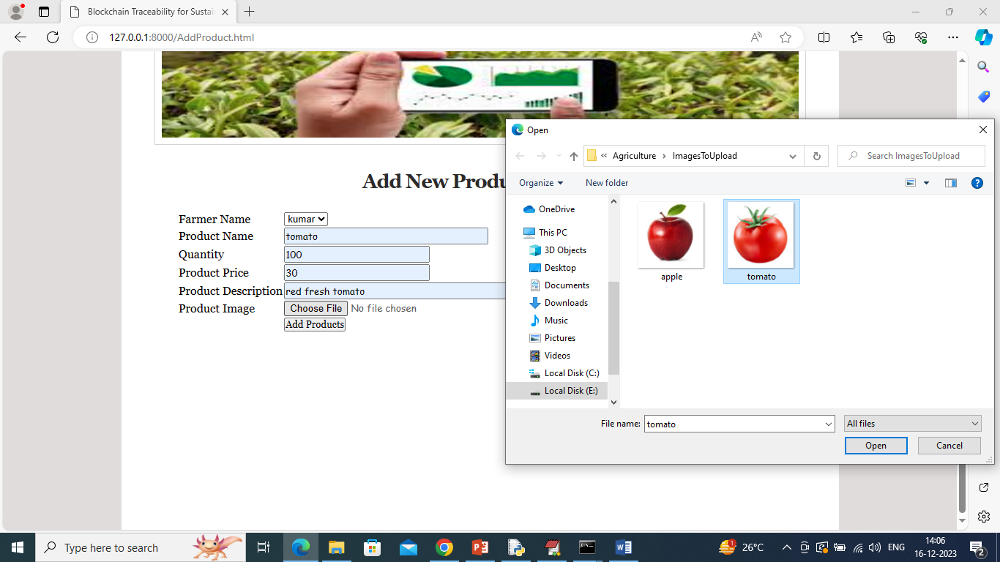 Blockchain Traceability for Sustai
127.0.0.1:8000/AddProduct.html
Add New Produ
Farmer Name kumar
Product Name tomato
Quantity 100
Product Price 30
Product Description red fresh tomato
Product Image Choose File No file chosen
Add Products
Open
« Agriculture › ImagesToUpload
Search ImagesToUpload
Organize New folder
OneDrive
This PC
3D Objects
Desktop
Documents
Downloads
Music
Pictures
Videos
Local Disk (C:)
Local Disk (E:)
apple tomato
File name: tomato All files
Open Cancel
Type here to search
26°C
ENG
14:06
16-12-2023
2